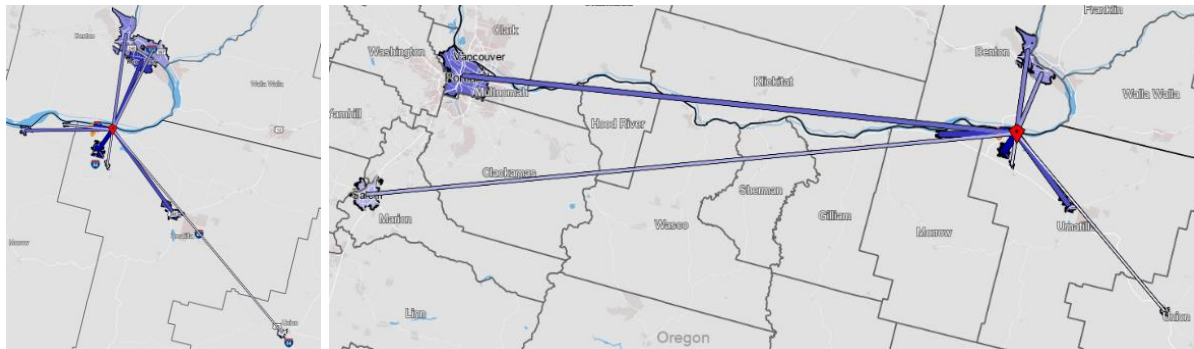 Benton
Walla Walla
Umatilla
Morrow
Union
Franklin
Clark
Washington
Vancouver
Benton
Klickitat
Multnomah
Walla Walla
Yamhill
Hood River
Clackamas
Salem
Sherman
Marion
Gilliam
Umatilla
Wasco
Morrow
Linn
Union
Oregon